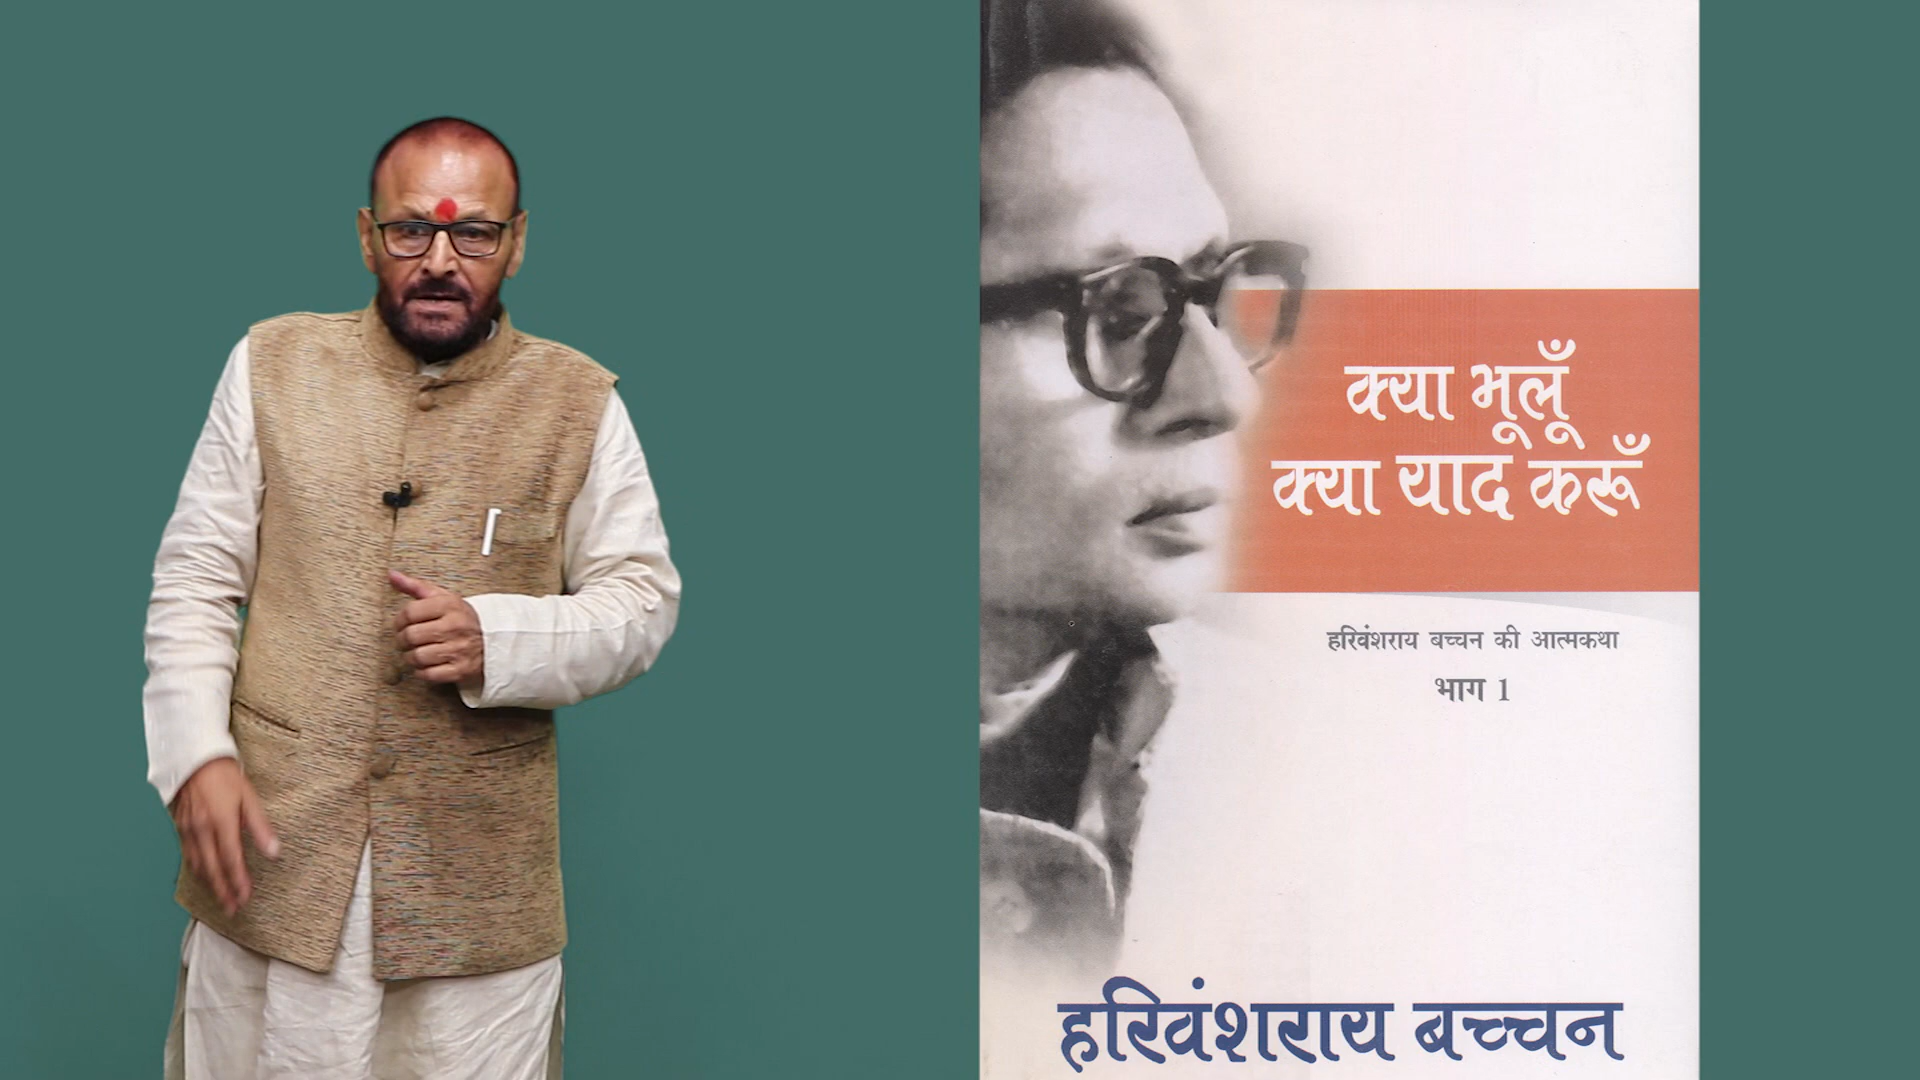 क्या भूलूँ
क्या याद करूँ
हरिवंशराय बच्चन की आत्मकथा
भाग 1
हरिवंशराय बच्चन